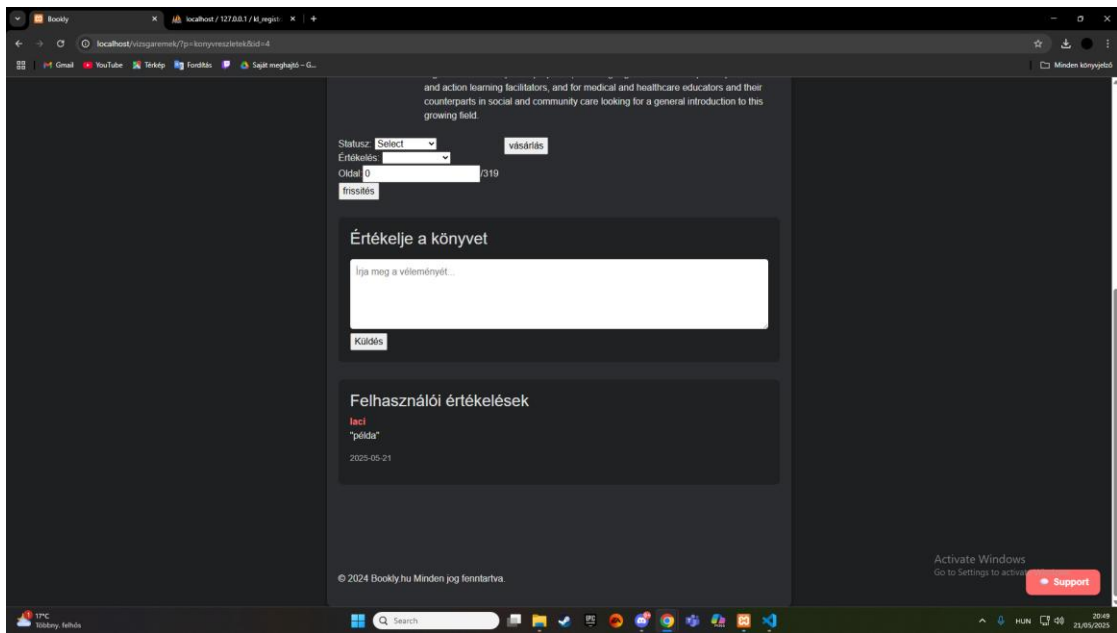 Bookly
localhost / 127.0.0.1 / kl_regist
localhost/vizsgaremek/?p=konyvreszletek&id=4
Gmail
YouTube
Térkép
Fordítás
Saját meghajtó – G...
Minden könyvjelző
and action learning facilitators, and for medical and healthcare educators and their
counterparts in social and community care looking for a general introduction to this
growing field.
Statusz: Select
vásárlás
Értékelés:
Oldal: 0 /319
frissítés
Értékelje a könyvet
Írja meg a véleményét...
Küldés
Felhasználói értékelések
laci
"példa"
2025-05-21
© 2024 Bookly.hu Minden jog fenntartva.
Activate Windows
Go to Settings to activate
Support
17°C
Többny. felhős
Search
HUN
20:49
21/05/2025